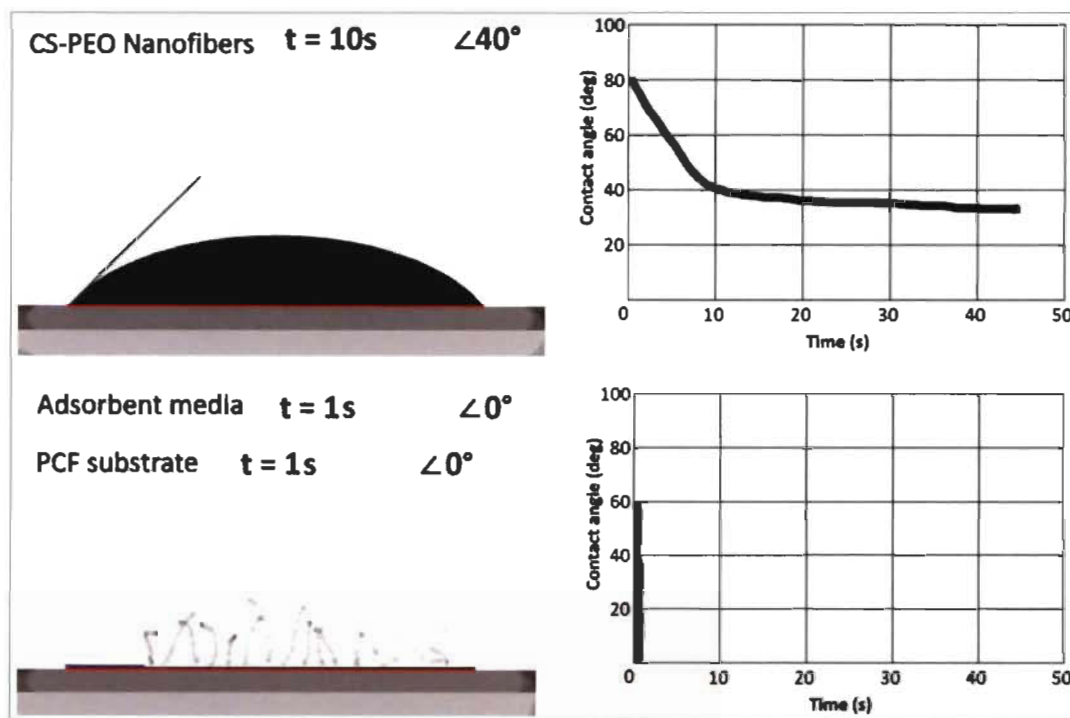 CS-PEO Nanofibers t = 10s ∠40°
Contact angle (deg)
100
80
60
40
20
0 10 20 30 40 50
Time (s)
Adsorbent media t = 1s ∠0°
PCF substrate t = 1s ∠0°
Contact angle (deg)
100
80
60
40
20
0 10 20 30 40 50
Time (s)